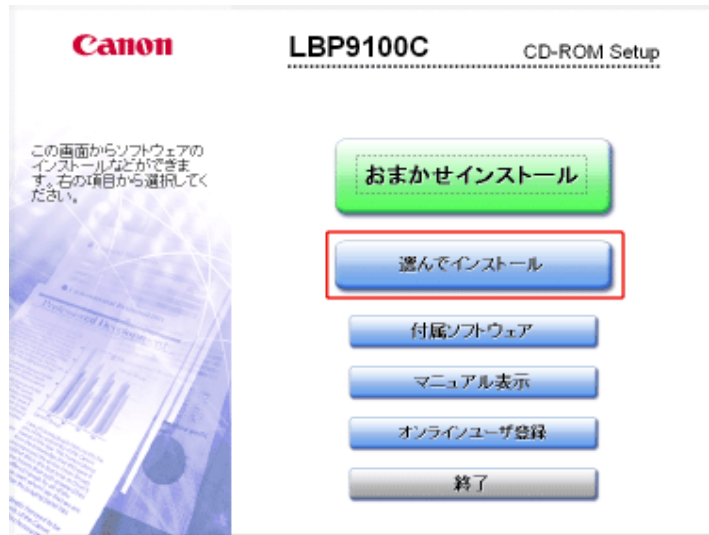 Canon
LBP9100C
CD-ROM Setup
この画面からソフトウェアの
インストールなどができま
す。右の項目から選択してく
ださい。
おまかせインストール
選んでインストール
付属ソフトウェア
マニュアル表示
オンラインユーザ登録
終了
Professional Development